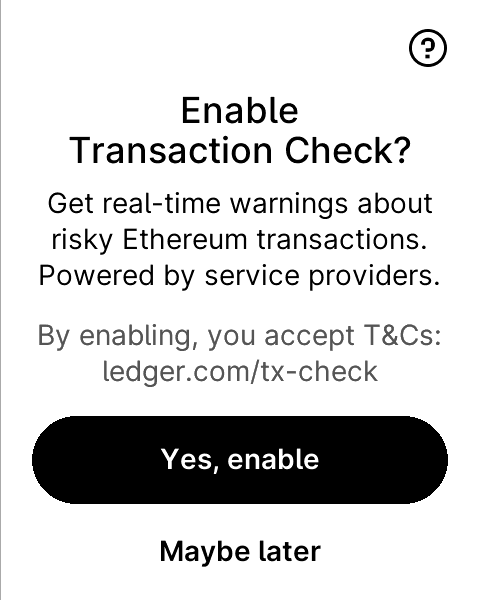 ?
Enable
Transaction Check?
Get real-time warnings about
risky Ethereum transactions.
Powered by service providers.
By enabling, you accept T&Cs:
ledger.com/tx-check
Yes, enable
Maybe later